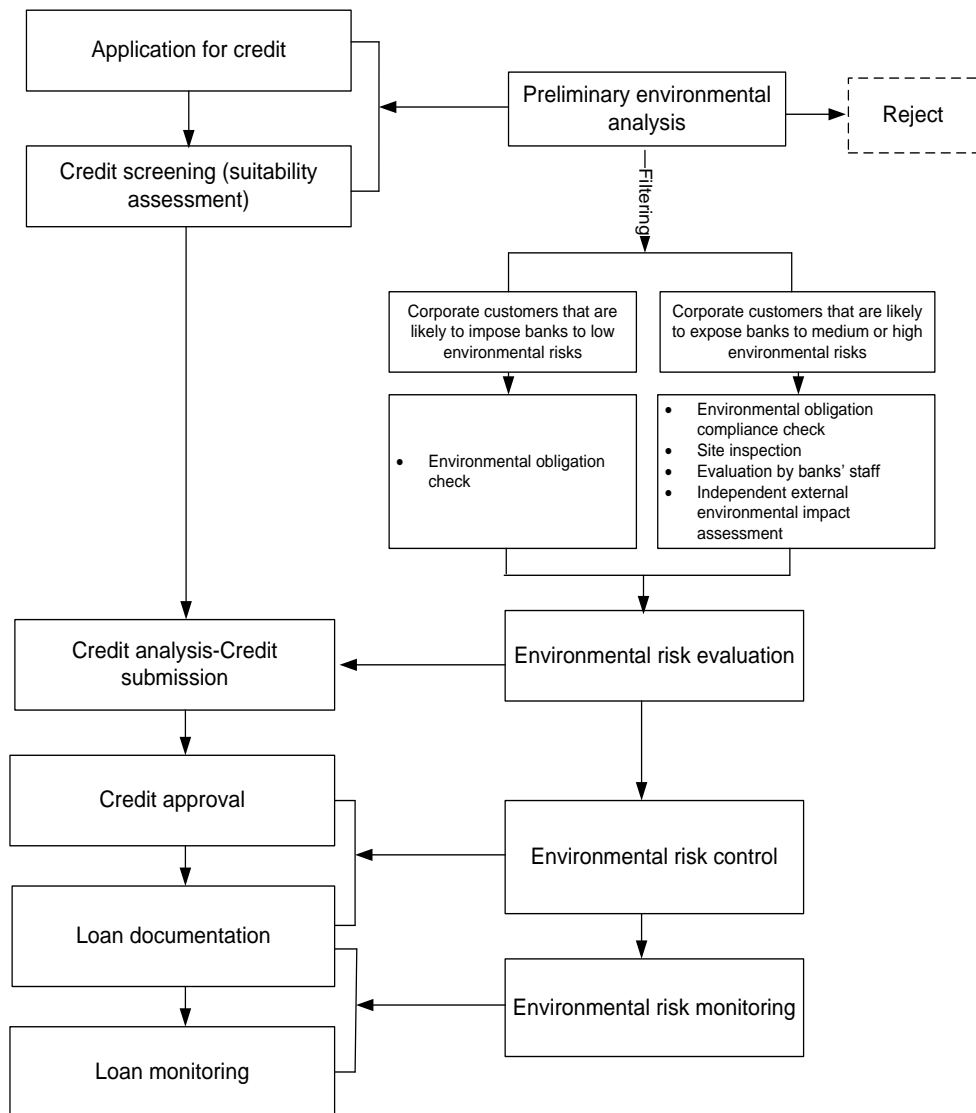 Application for credit
Preliminary environmental
analysis
Reject
Credit screening (suitability
assessment)
Filtering
Corporate customers that are
likely to impose banks to low
environmental risks
Corporate customers that are likely
to expose banks to medium or high
environmental risks
• Environmental obligation
check
• Environmental obligation
compliance check
• Site inspection
• Evaluation by banks' staff
• Independent external
environmental impact
assessment
Credit analysis-Credit
submission
Environmental risk evaluation
Credit approval
Environmental risk control
Loan documentation
Environmental risk monitoring
Loan monitoring